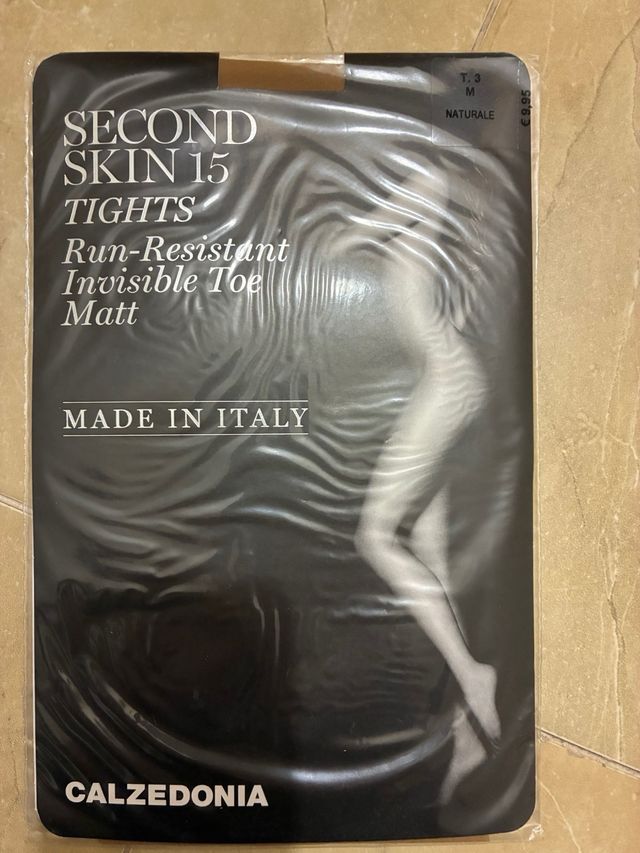 T. 3
M
NATURALE
€ 9,95
SECOND
SKIN 15
TIGHTS
Run-Resistant
Invisible Toe
Matt
MADE IN ITALY
CALZEDONIA